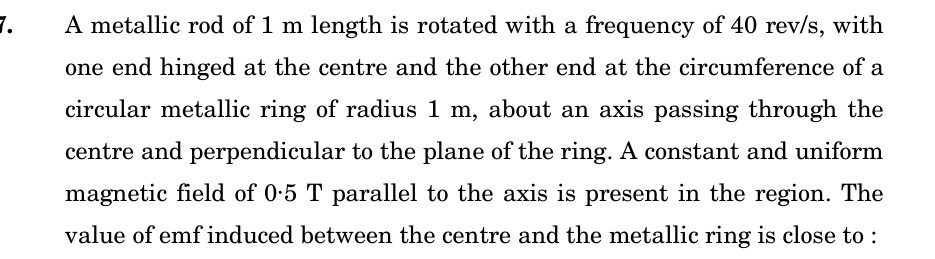 7. A metallic rod of 1 m length is rotated with a frequency of 40 rev/s, with
one end hinged at the centre and the other end at the circumference of a
circular metallic ring of radius 1 m, about an axis passing through the
centre and perpendicular to the plane of the ring. A constant and uniform
magnetic field of 0·5 T parallel to the axis is present in the region. The
value of emf induced between the centre and the metallic ring is close to :